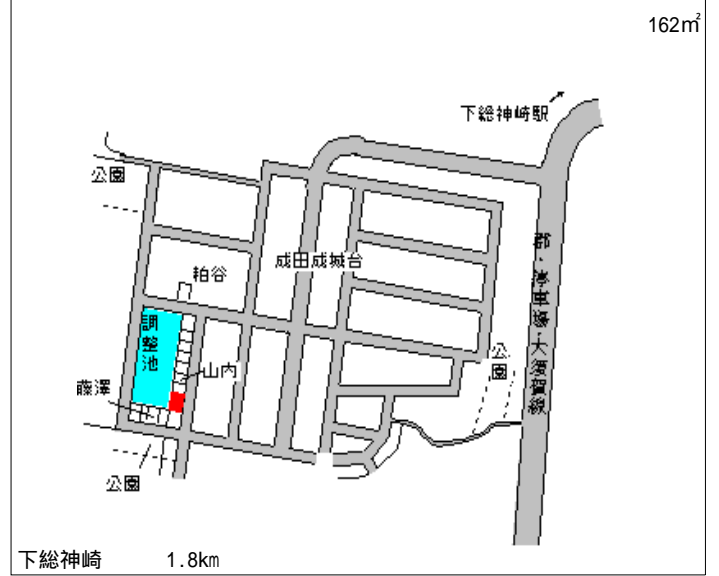 162㎡
下総神崎駅
公園
成田成城台
粕谷
郡・停車場・大須賀線
調整池
公園
山内
藤澤
公園
下総神崎 1.8km